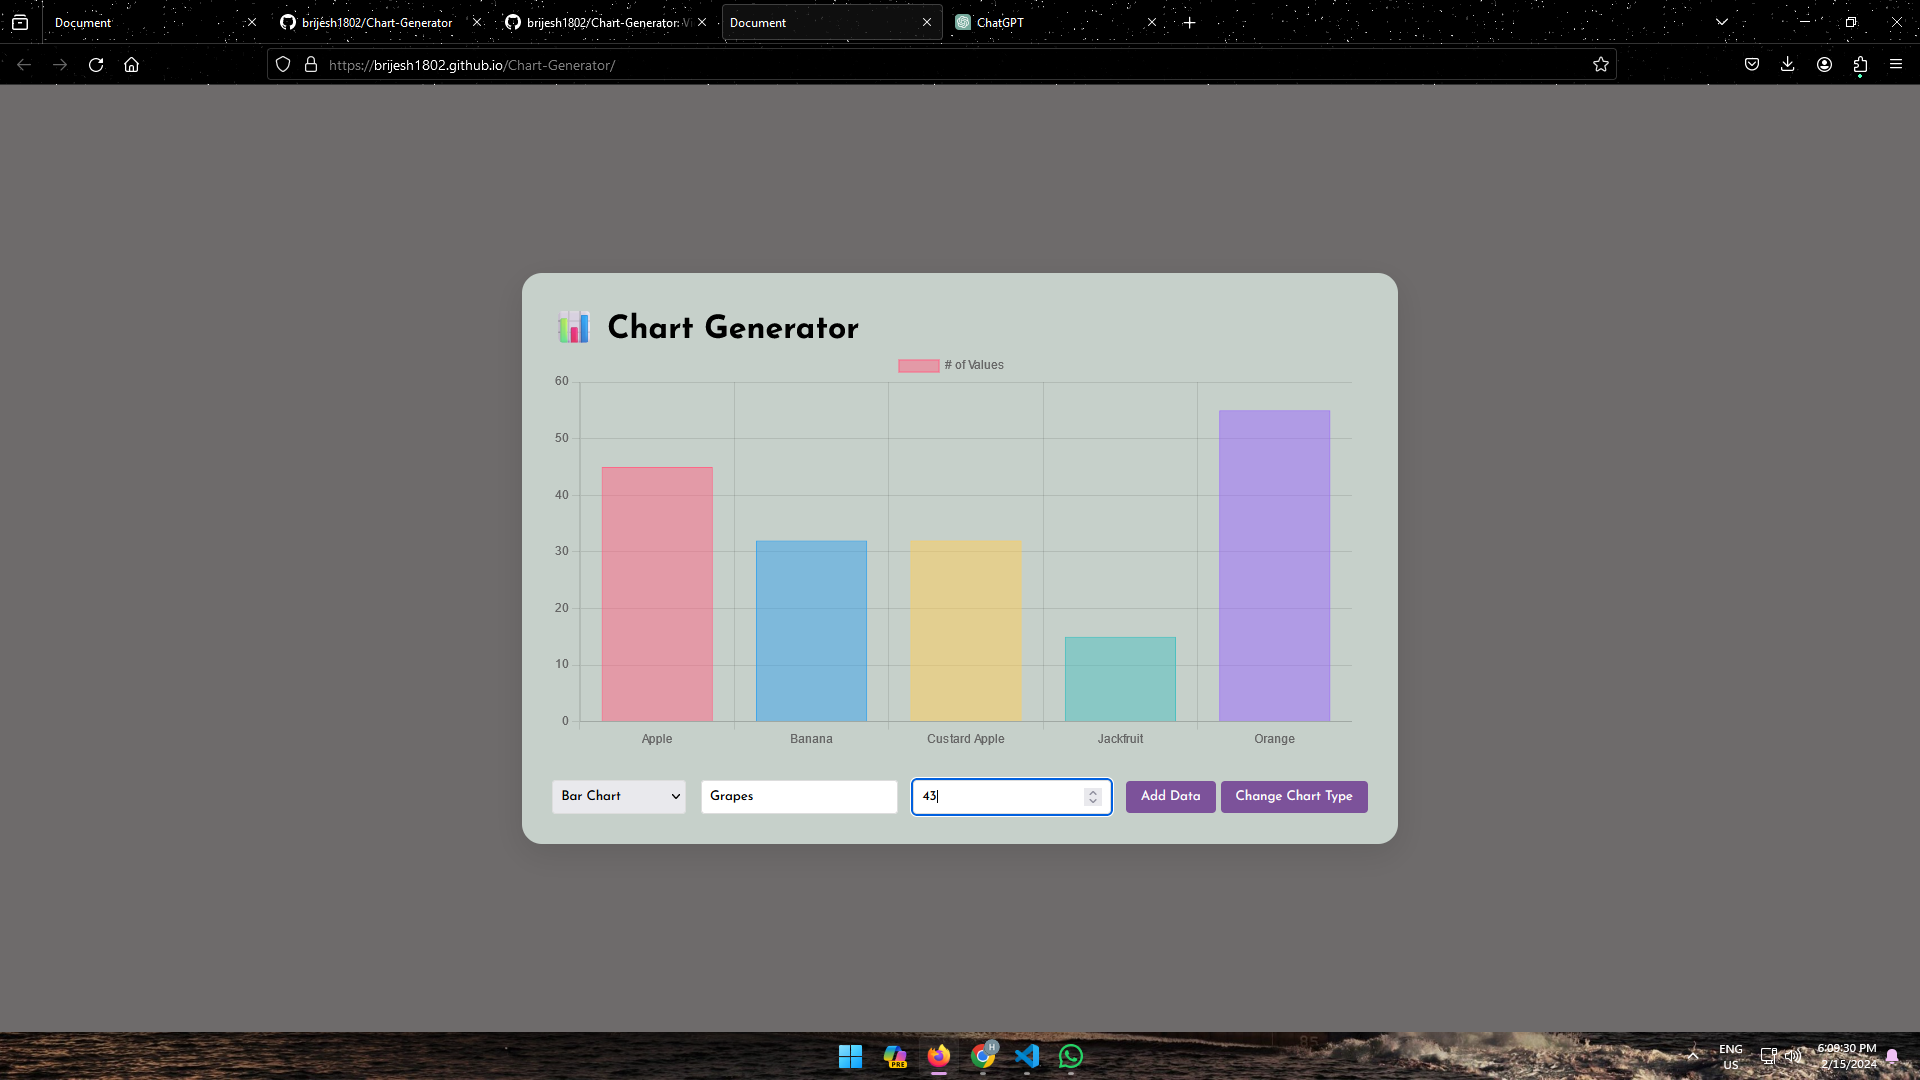 Document
brijesh1802/Chart-Generator
brijesh1802/Chart-Generator:
Document
ChatGPT
https://brijesh1802.github.io/Chart-Generator/
Chart Generator
# of Values
60
50
40
30
20
10
0
Apple Banana Custard Apple Jackfruit Orange
Bar Chart Grapes 43 Add Data Change Chart Type
PRE
H
ENG
US
6:09:30 PM
2/15/2024